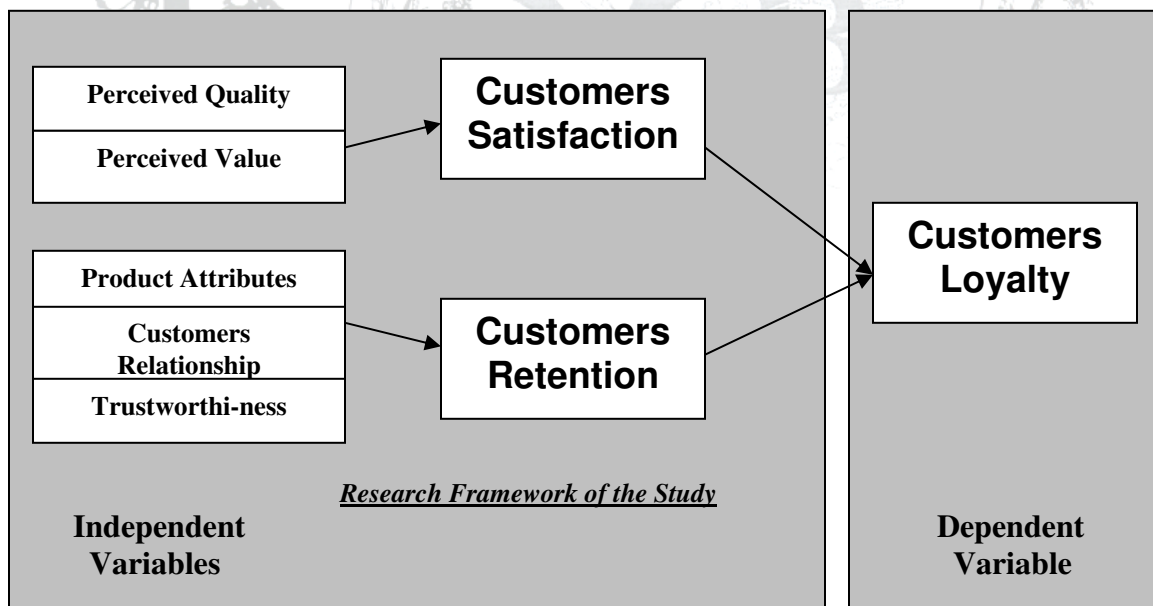 Perceived Quality
Perceived Value
Customers
Satisfaction
Product Attributes
Customers
Relationship
Trustworthi-ness
Customers
Retention
Customers
Loyalty
Research Framework of the Study
Independent
Variables
Dependent
Variable